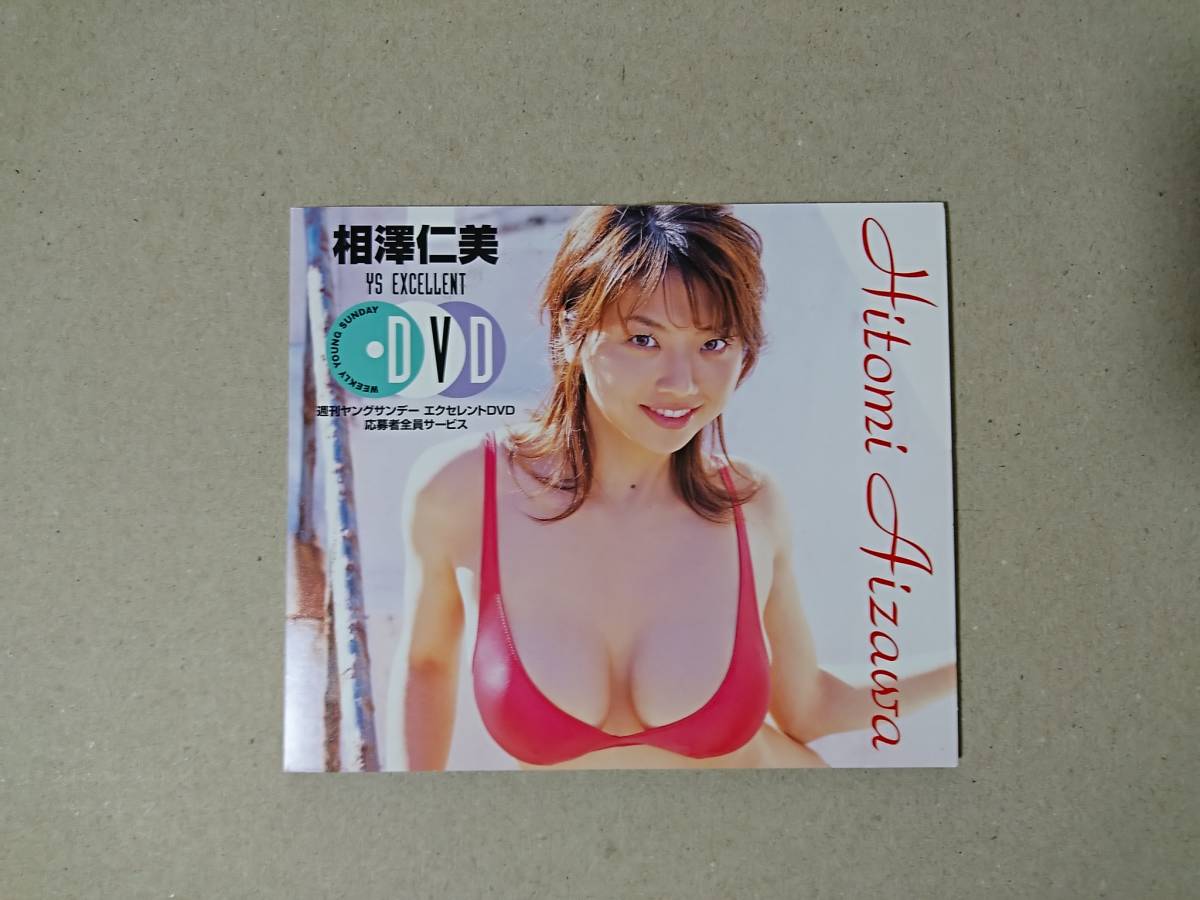 相澤仁美
YS EXCELLENT
WEEKLY YOUNG SUNDAY
DVD
週刊ヤングサンデー エクセレントDVD
応募者全員サービス
Hitomi Aizawa